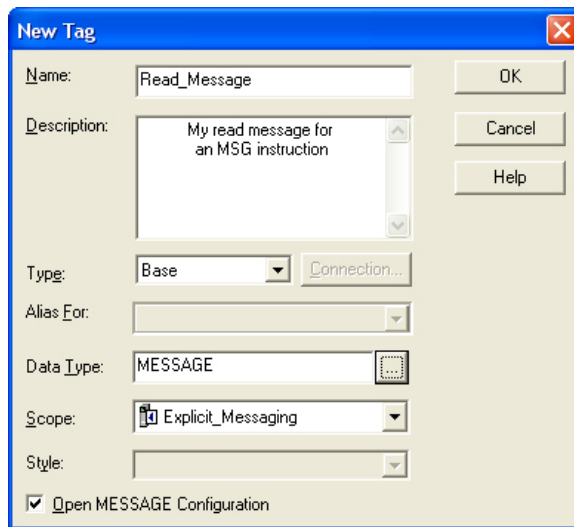 New Tag
Name:
Read_Message
OK
Description:
My read message for
an MSG instruction
Cancel
Help
Type:
Base
Connection...
Alias For:
Data Type:
MESSAGE
...
Scope:
Explicit_Messaging
Style:
Open MESSAGE Configuration